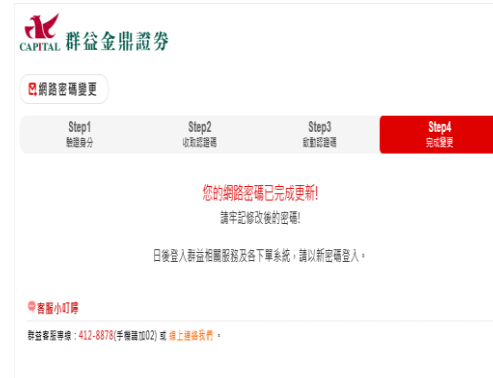 CAPITAL 群益金鼎證券
網路密碼變更
Step1 Step2 Step3 Step4
驗證身分 收取認證碼 啟動認證碼 完成變更
您的網路密碼已完成更新!
請牢記修改後的密碼!
日後登入群益相關服務及各下單系統，請以新密碼登入。
客服小叮嚀
群益客服專線：412-8878(手機請加02) 或 線上連絡我們 。